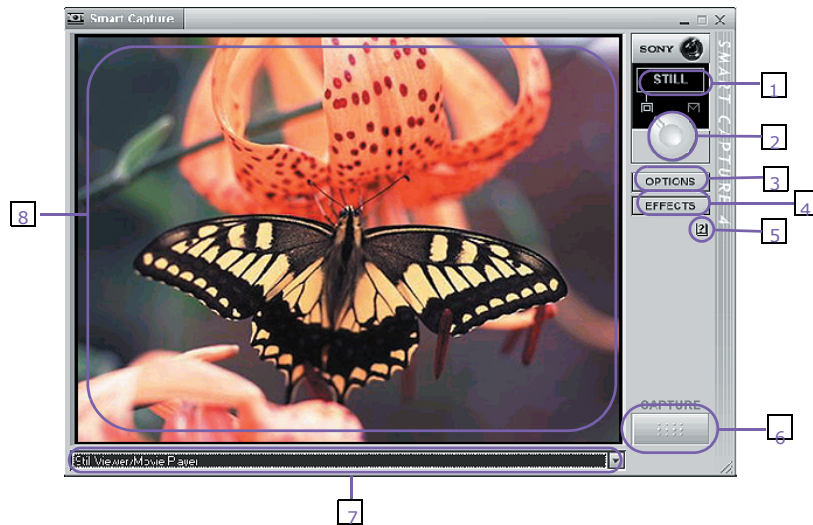 Smart Capture
SONY
STILL
1
2
OPTIONS
3
EFFECTS
4
?
5
SMART CAPTURE 4
8
CAPTURE
6
Still Viewer/Movie Player
7